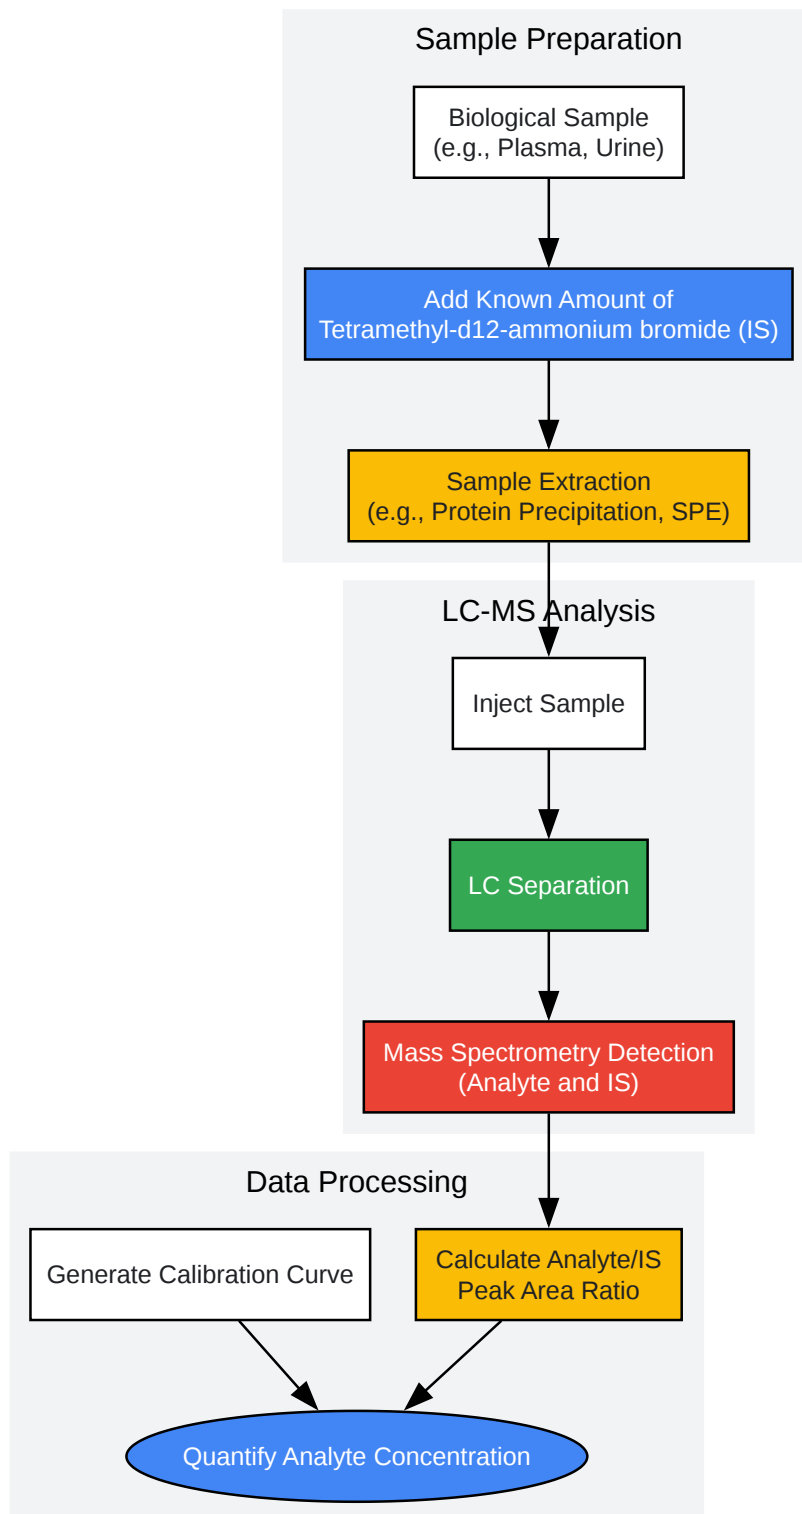 Sample Preparation
Biological Sample
(e.g., Plasma, Urine)
Add Known Amount of
Tetramethyl-d12-ammonium bromide (IS)
Sample Extraction
(e.g., Protein Precipitation, SPE)
LC-MS Analysis
Inject Sample
LC Separation
Mass Spectrometry Detection
(Analyte and IS)
Data Processing
Generate Calibration Curve
Calculate Analyte/IS
Peak Area Ratio
Quantify Analyte Concentration